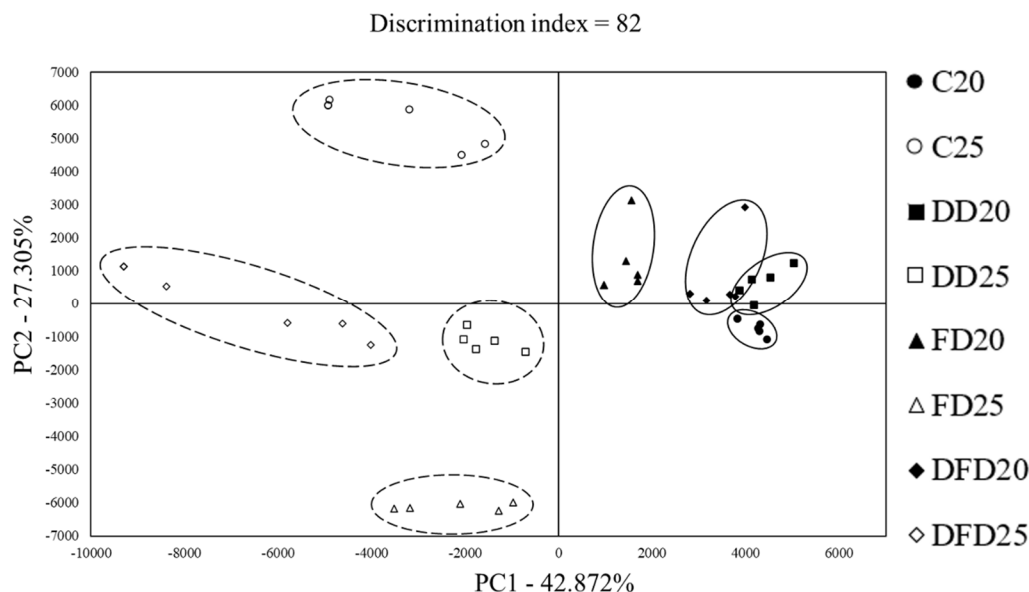 Discrimination index = 82
7000
6000
5000
4000
3000
2000
1000
0
-1000
-2000
-3000
-4000
-5000
-6000
-7000
PC2 - 27.305%
-10000 -8000 -6000 -4000 -2000 0 2000 4000 6000
PC1 - 42.872%
C20
C25
DD20
DD25
FD20
FD25
DFD20
DFD25